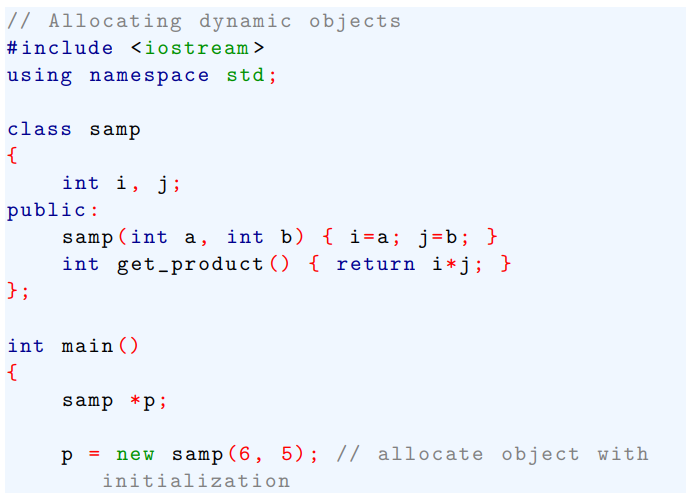 // Allocating dynamic objects
#include <iostream>
using namespace std;

class samp
{
    int i, j;
public:
    samp(int a, int b) { i=a; j=b; }
    int get_product() { return i*j; }
};

int main()
{
    samp *p;

    p = new samp(6, 5); // allocate object with
        initialization